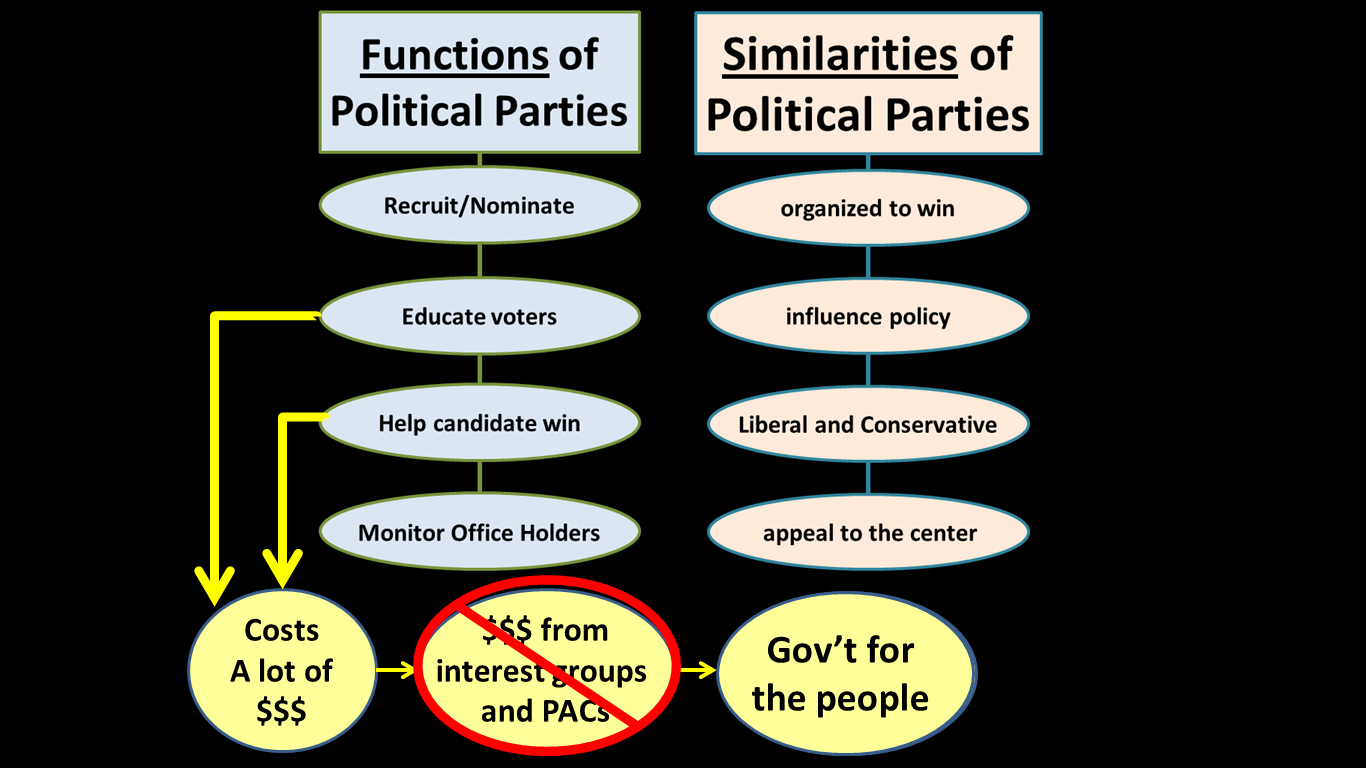 Functions of
Political Parties
Recruit/Nominate
Educate voters
Help candidate win
Monitor Office Holders
Similarities of
Political Parties
organized to win
influence policy
Liberal and Conservative
appeal to the center
Costs
A lot of
$$$
$$$ from
interest groups
and PACs
Gov’t for
the people